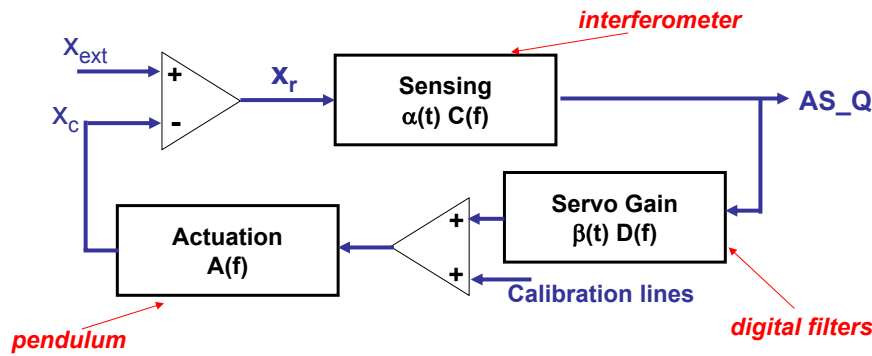 interferometer
x_ext
+
x_r
Sensing
α(t) C(f)
AS_Q
x_c
-
Servo Gain
β(t) D(f)
+
Actuation
A(f)
+
Calibration lines
pendulum
digital filters